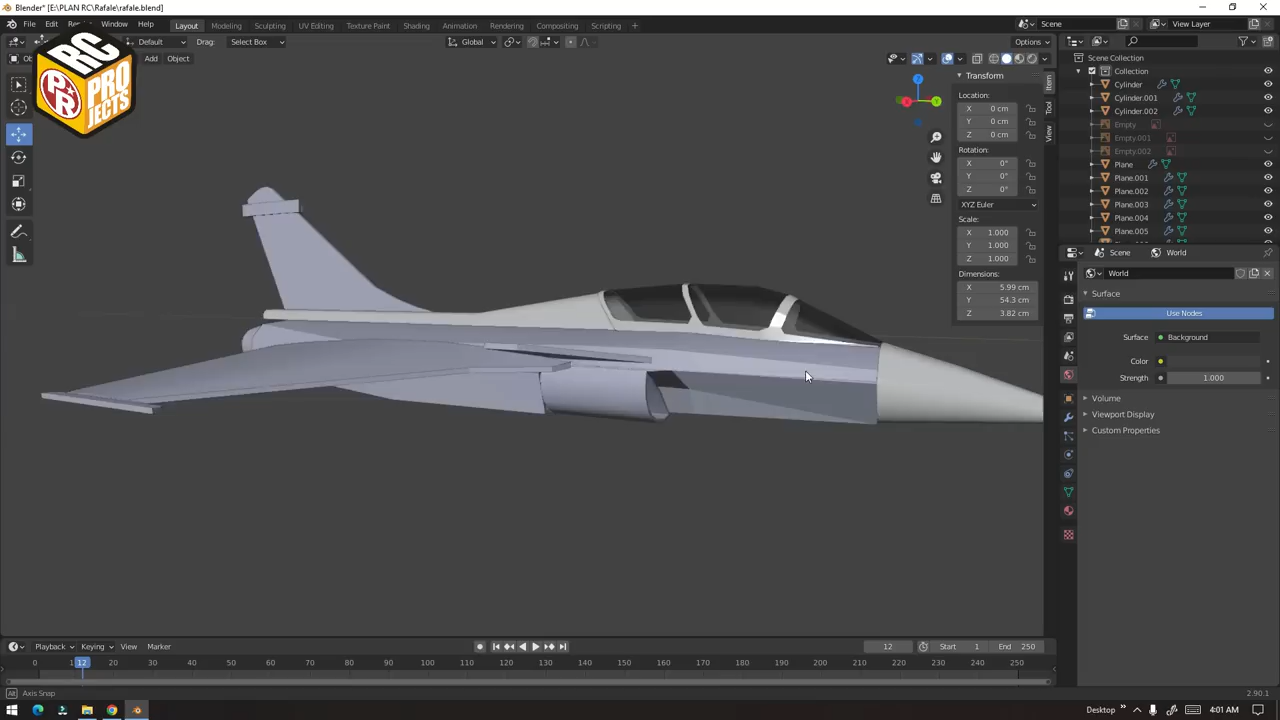 Blender* [E:\PLAN RC\Rafale\rafale.blend]
File Edit Window Help Layout Modeling Sculpting UV Editing Texture Paint Shading Animation Rendering Compositing Scripting + Scene View Layer
Default Drag: Select Box Global Options
Add Object
RC
PR
PROJECTS
Transform
Location:
X 0 cm
Y 0 cm
Z 0 cm
Rotation:
X 0°
Y 0°
Z 0°
XYZ Euler
Scale:
X 1.000
Y 1.000
Z 1.000
Dimensions:
X 5.99 cm
Y 54.3 cm
Z 3.82 cm
Item
Tool
View
Scene Collection
Collection
Cylinder
Cylinder.001
Cylinder.002
Empty
Empty.001
Empty.002
Plane
Plane.001
Plane.002
Plane.003
Plane.004
Plane.005
Scene World
World
Surface
Use Nodes
Surface Background
Color
Strength 1.000
Volume
Viewport Display
Custom Properties
Playback Keying View Marker 12 Start 1 End 250
0 12 20 30 40 50 60 70 80 90 100 110 120 130 140 150 160 170 180 190 200 210 220 230 240 250
Axis Snap 2.90.1
Desktop 4:01 AM